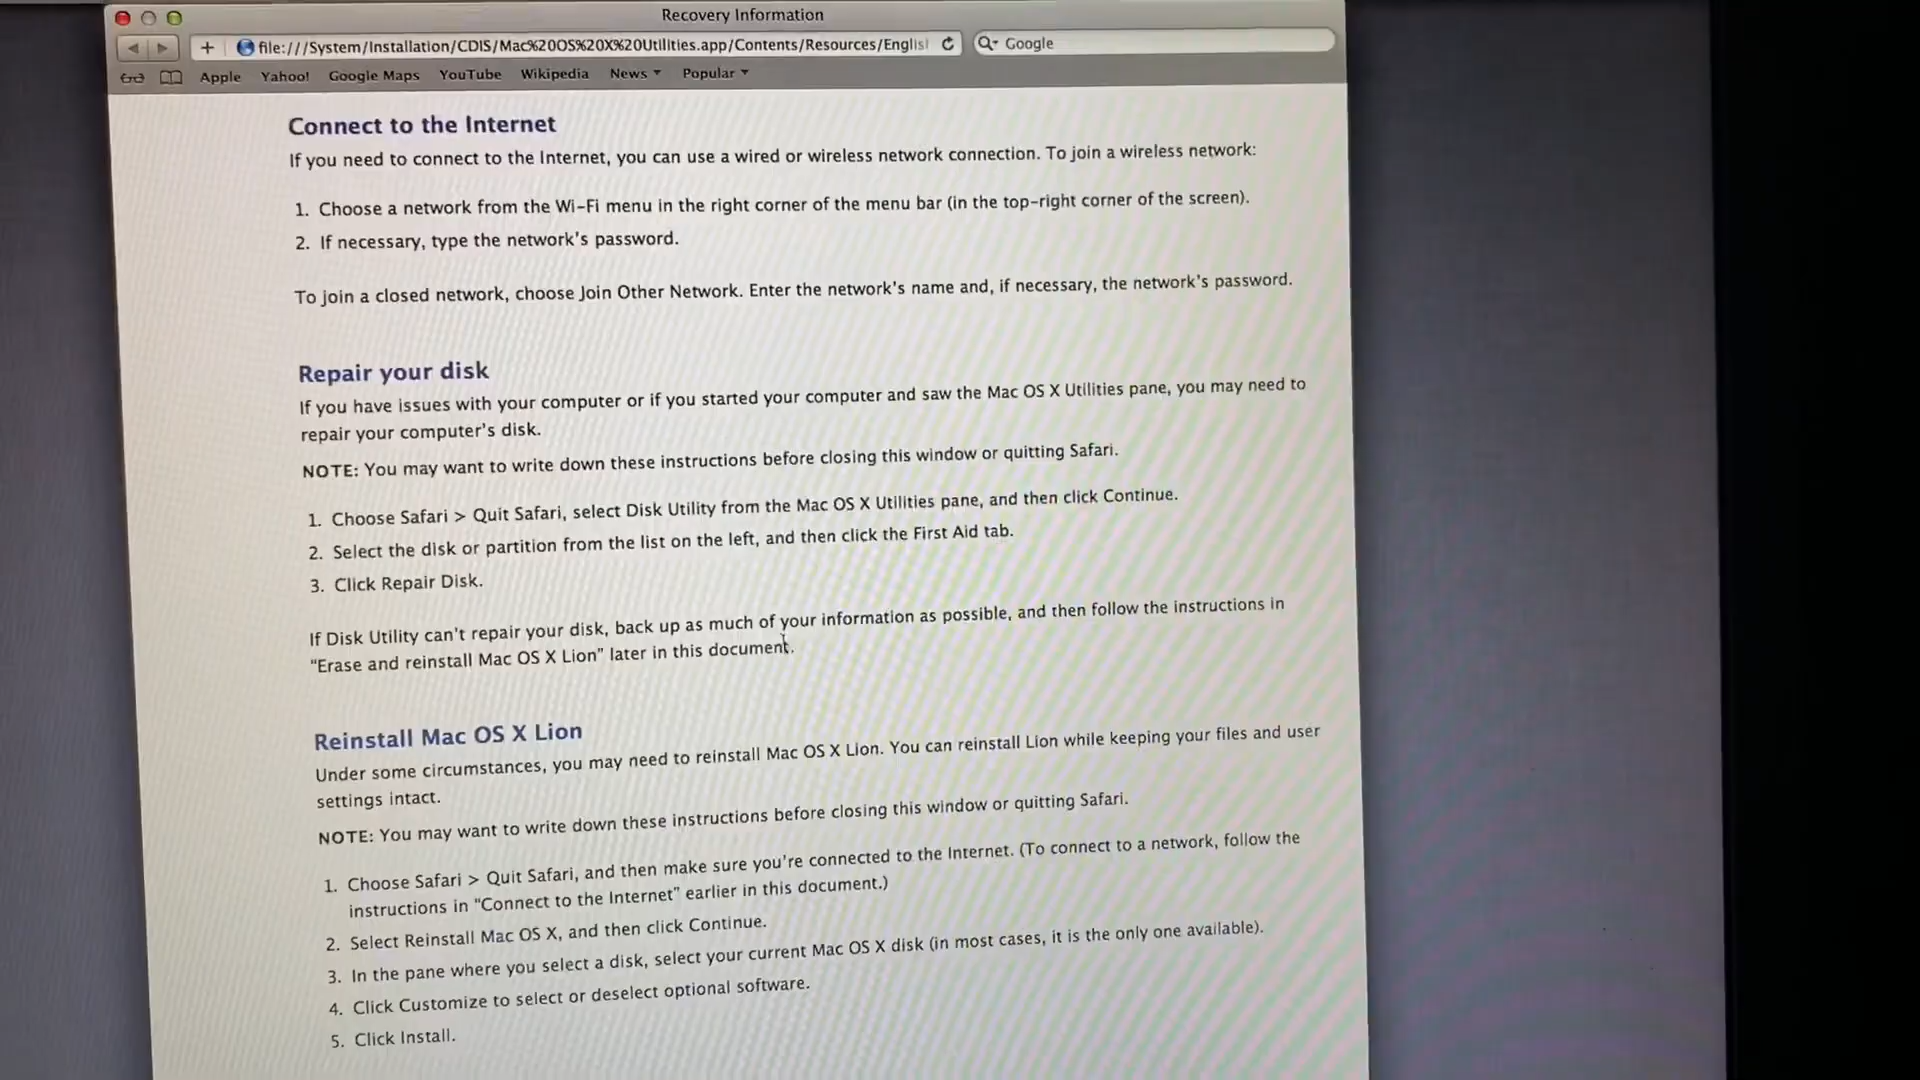 Recovery Information
file:///System/Installation/CDIS/Mac%20OS%20X%20Utilities.app/Contents/Resources/Englis
Google
Apple Yahoo! Google Maps YouTube Wikipedia News Popular
Connect to the Internet
If you need to connect to the Internet, you can use a wired or wireless network connection. To join a wireless network:
1. Choose a network from the Wi-Fi menu in the right corner of the menu bar (in the top-right corner of the screen).
2. If necessary, type the network's password.
To join a closed network, choose Join Other Network. Enter the network's name and, if necessary, the network's password.
Repair your disk
If you have issues with your computer or if you started your computer and saw the Mac OS X Utilities pane, you may need to
repair your computer's disk.
NOTE: You may want to write down these instructions before closing this window or quitting Safari.
1. Choose Safari > Quit Safari, select Disk Utility from the Mac OS X Utilities pane, and then click Continue.
2. Select the disk or partition from the list on the left, and then click the First Aid tab.
3. Click Repair Disk.
If Disk Utility can't repair your disk, back up as much of your information as possible, and then follow the instructions in
"Erase and reinstall Mac OS X Lion" later in this document.
Reinstall Mac OS X Lion
Under some circumstances, you may need to reinstall Mac OS X Lion. You can reinstall Lion while keeping your files and user
settings intact.
NOTE: You may want to write down these instructions before closing this window or quitting Safari.
1. Choose Safari > Quit Safari, and then make sure you're connected to the Internet. (To connect to a network, follow the
instructions in "Connect to the Internet" earlier in this document.)
2. Select Reinstall Mac OS X, and then click Continue.
3. In the pane where you select a disk, select your current Mac OS X disk (in most cases, it is the only one available).
4. Click Customize to select or deselect optional software.
5. Click Install.